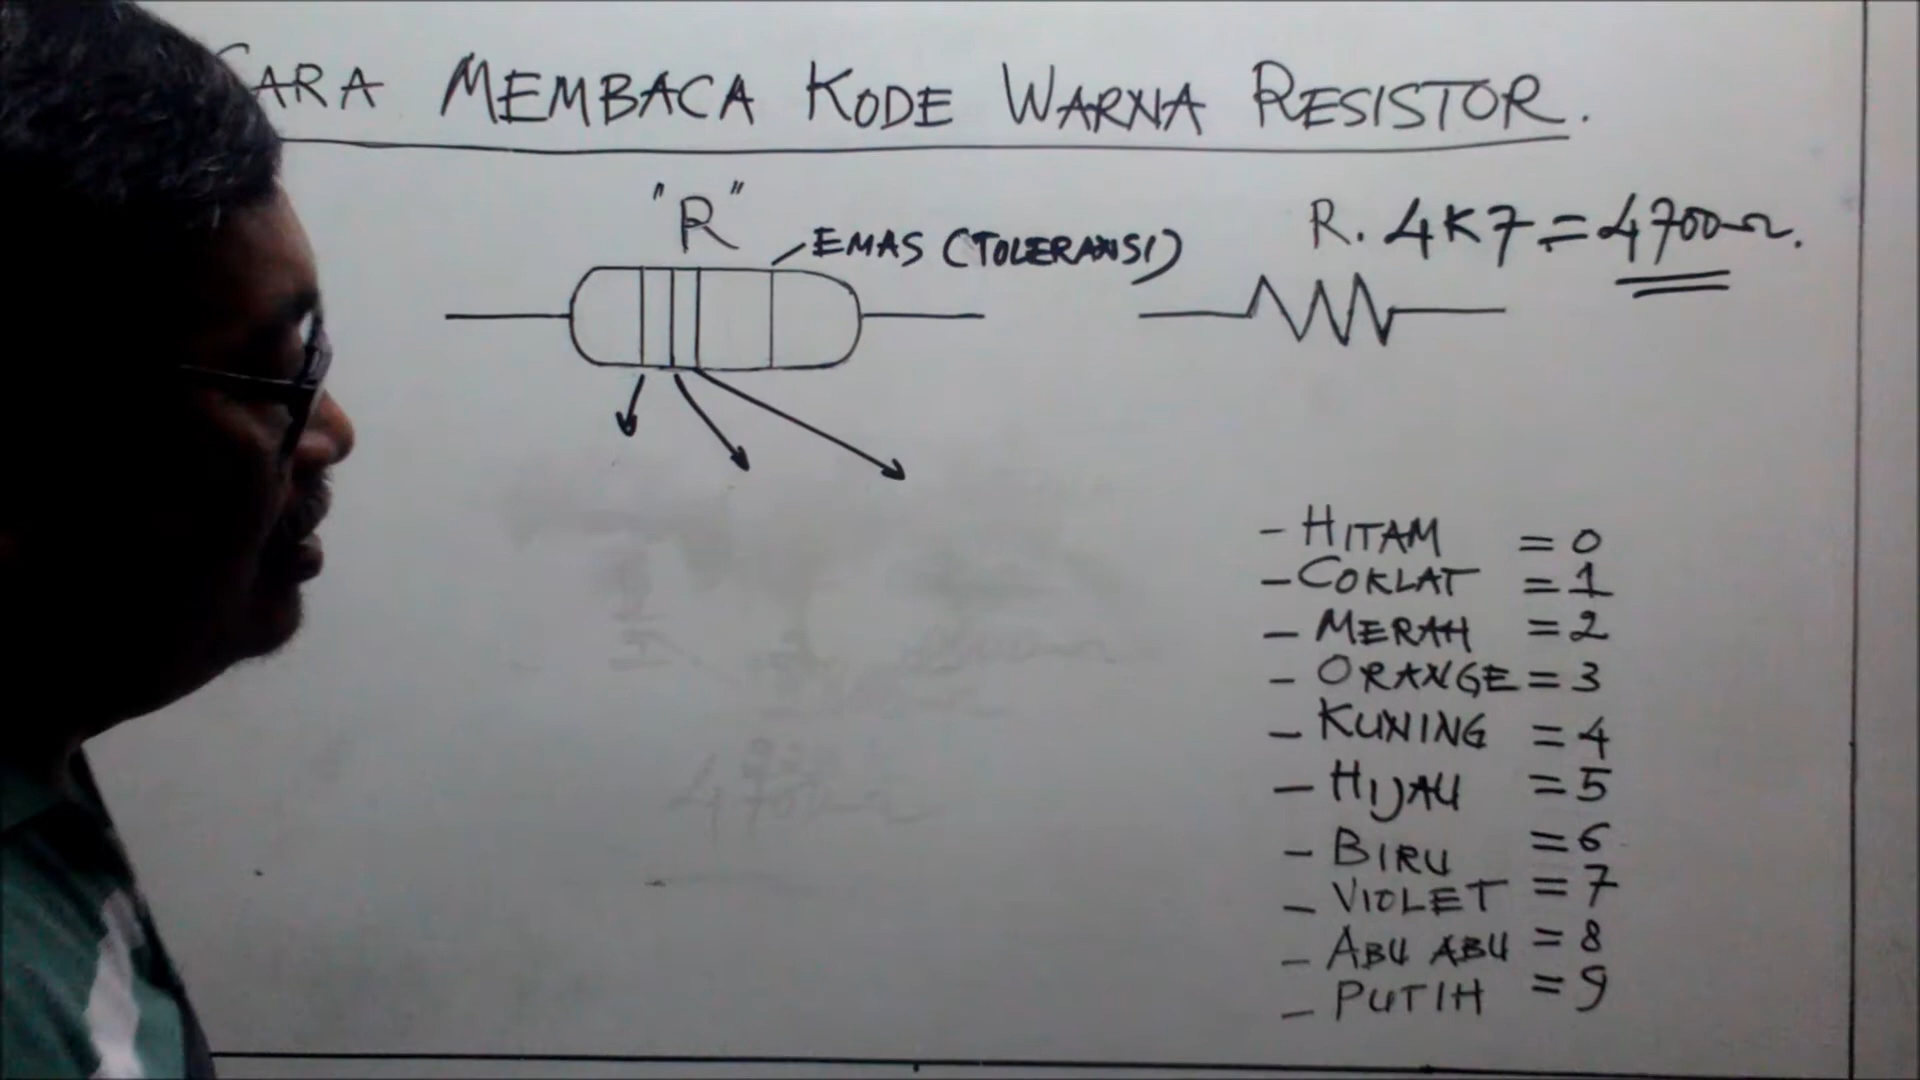 CARA MEMBACA KODE WARNA RESISTOR.
"R"
EMAS (TOLERANSI)
R. 4K7 = 4700Ω.
- HITAM = 0
- COKLAT = 1
- MERAH = 2
- ORANGE = 3
- KUNING = 4
- HIJAU = 5
- BIRU = 6
- VIOLET = 7
- ABU ABU = 8
- PUTIH = 9